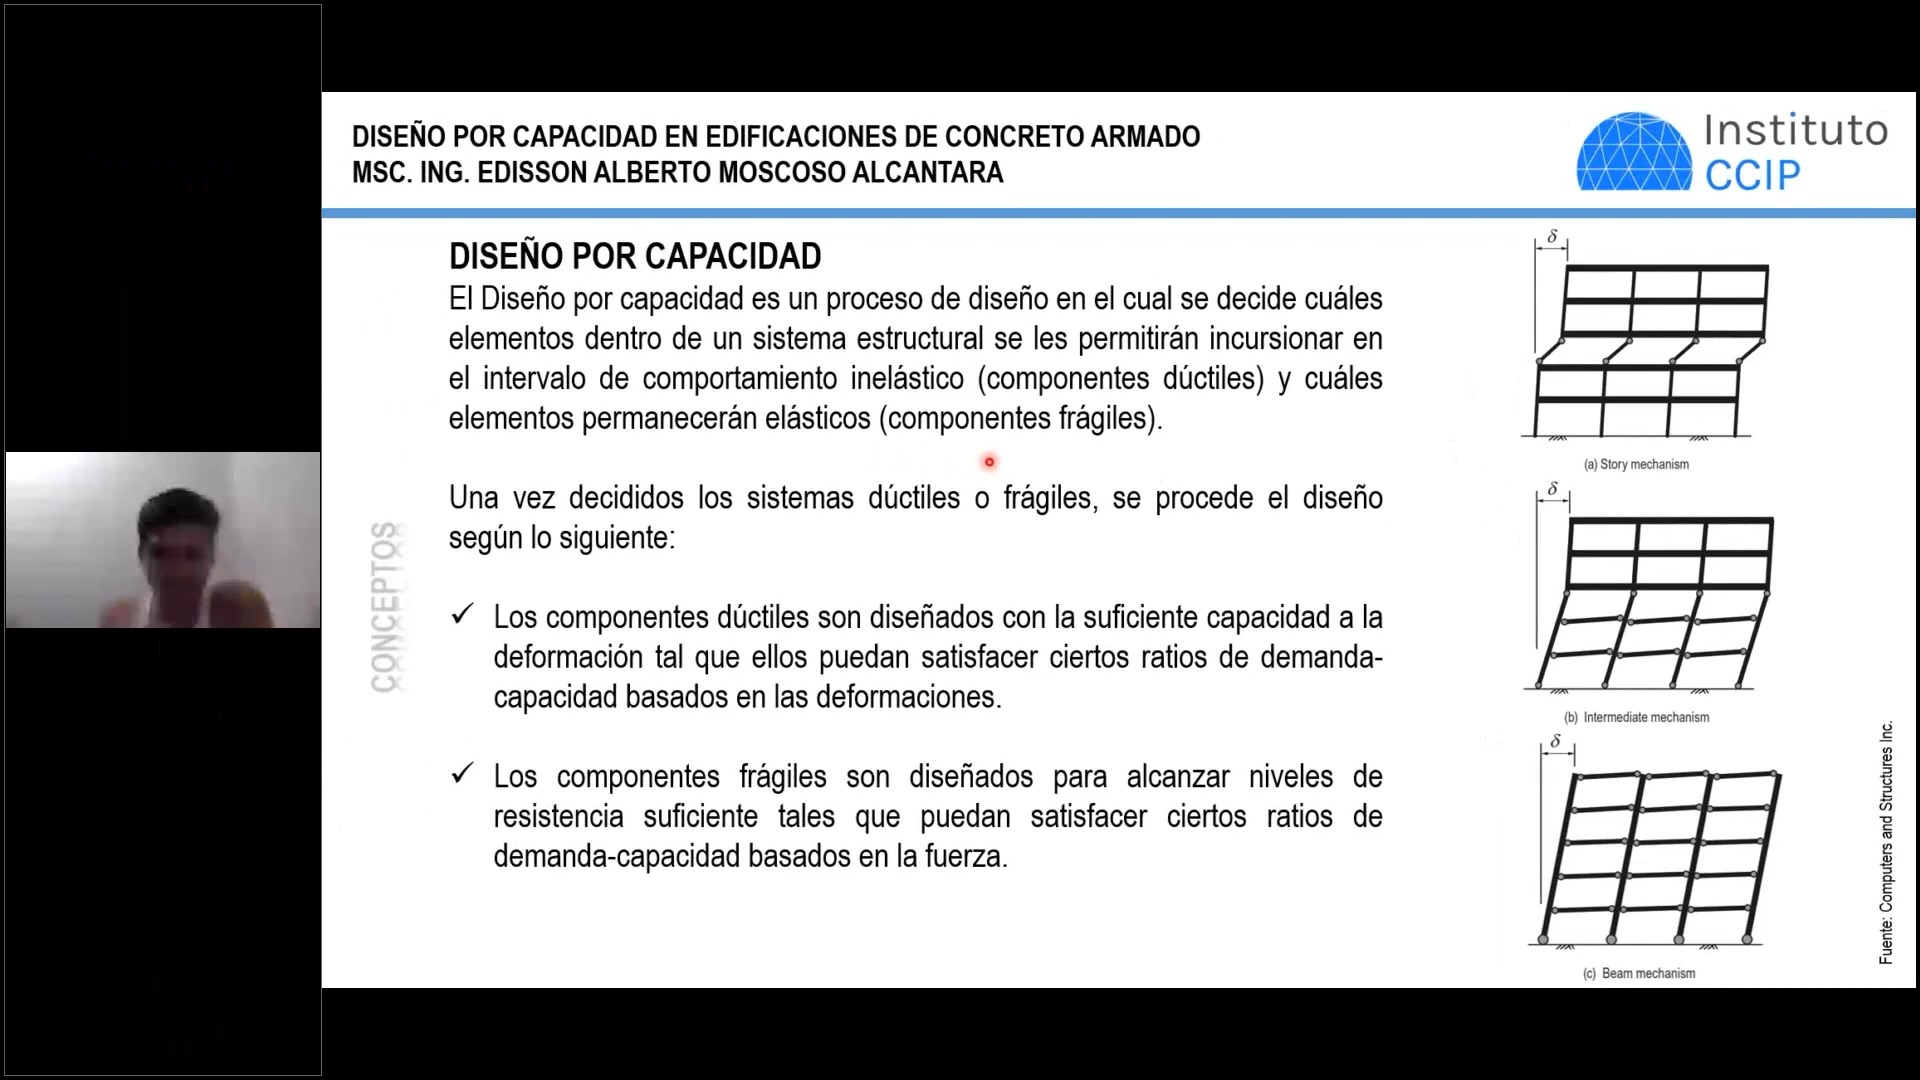 DISEÑO POR CAPACIDAD EN EDIFICACIONES DE CONCRETO ARMADO
MSC. ING. EDISSON ALBERTO MOSCOSO ALCANTARA
Instituto
CCIP
DISEÑO POR CAPACIDAD
El Diseño por capacidad es un proceso de diseño en el cual se decide cuáles
elementos dentro de un sistema estructural se les permitirán incursionar en
el intervalo de comportamiento inelástico (componentes dúctiles) y cuáles
elementos permanecerán elásticos (componentes frágiles).
Una vez decididos los sistemas dúctiles o frágiles, se procede el diseño
según lo siguiente:
✓ Los componentes dúctiles son diseñados con la suficiente capacidad a la
deformación tal que ellos puedan satisfacer ciertos ratios de demanda-
capacidad basados en las deformaciones.
✓ Los componentes frágiles son diseñados para alcanzar niveles de
resistencia suficiente tales que puedan satisfacer ciertos ratios de
demanda-capacidad basados en la fuerza.
CONCEPTOS
δ
(a) Story mechanism
δ
(b) Intermediate mechanism
δ
(c) Beam mechanism
Fuente: Computers and Structures Inc.